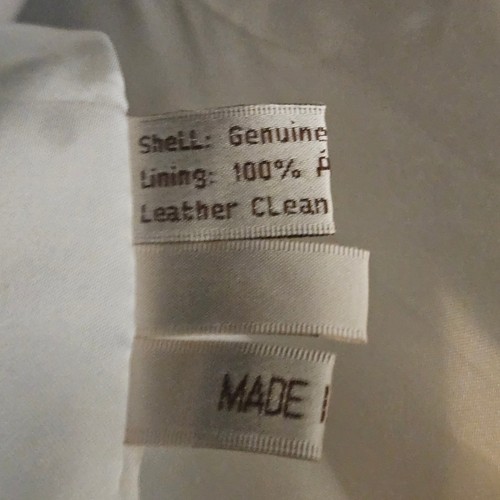 Shell: Genuine
Lining: 100%
Leather Clean
MADE